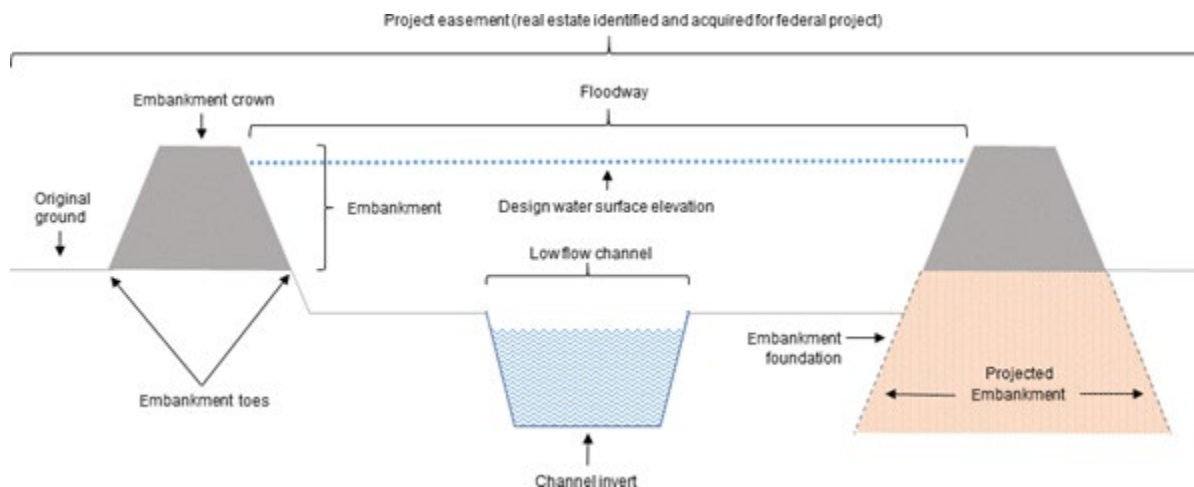 Project easement (real estate identified and acquired for federal project)
Floodway
Embankment crown
Original
ground
Embankment
Design water surface elevation
Low flow channel
Embankment
foundation
Projected
Embankment
Embankment toes
Channel invert